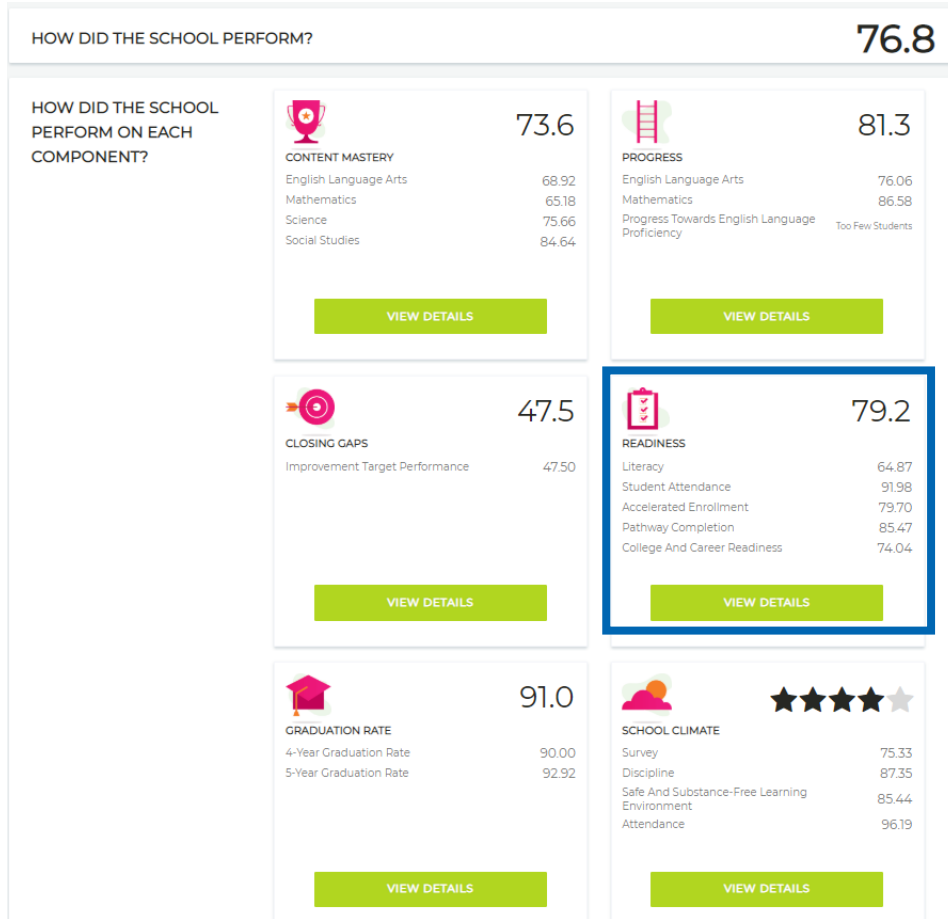 HOW DID THE SCHOOL PERFORM?
76.8
HOW DID THE SCHOOL
PERFORM ON EACH
COMPONENT?
73.6
CONTENT MASTERY
English Language Arts 68.92
Mathematics 65.18
Science 75.66
Social Studies 84.64
VIEW DETAILS
81.3
PROGRESS
English Language Arts 76.06
Mathematics 86.58
Progress Towards English Language
Proficiency
Too Few Students
VIEW DETAILS
47.5
CLOSING GAPS
Improvement Target Performance 47.50
VIEW DETAILS
79.2
READINESS
Literacy 64.87
Student Attendance 91.98
Accelerated Enrollment 79.70
Pathway Completion 85.47
College And Career Readiness 74.04
VIEW DETAILS
91.0
GRADUATION RATE
4-Year Graduation Rate 90.00
5-Year Graduation Rate 92.92
VIEW DETAILS
SCHOOL CLIMATE
Survey 75.33
Discipline 87.35
Safe And Substance-Free Learning
Environment
85.44
Attendance 96.19
VIEW DETAILS